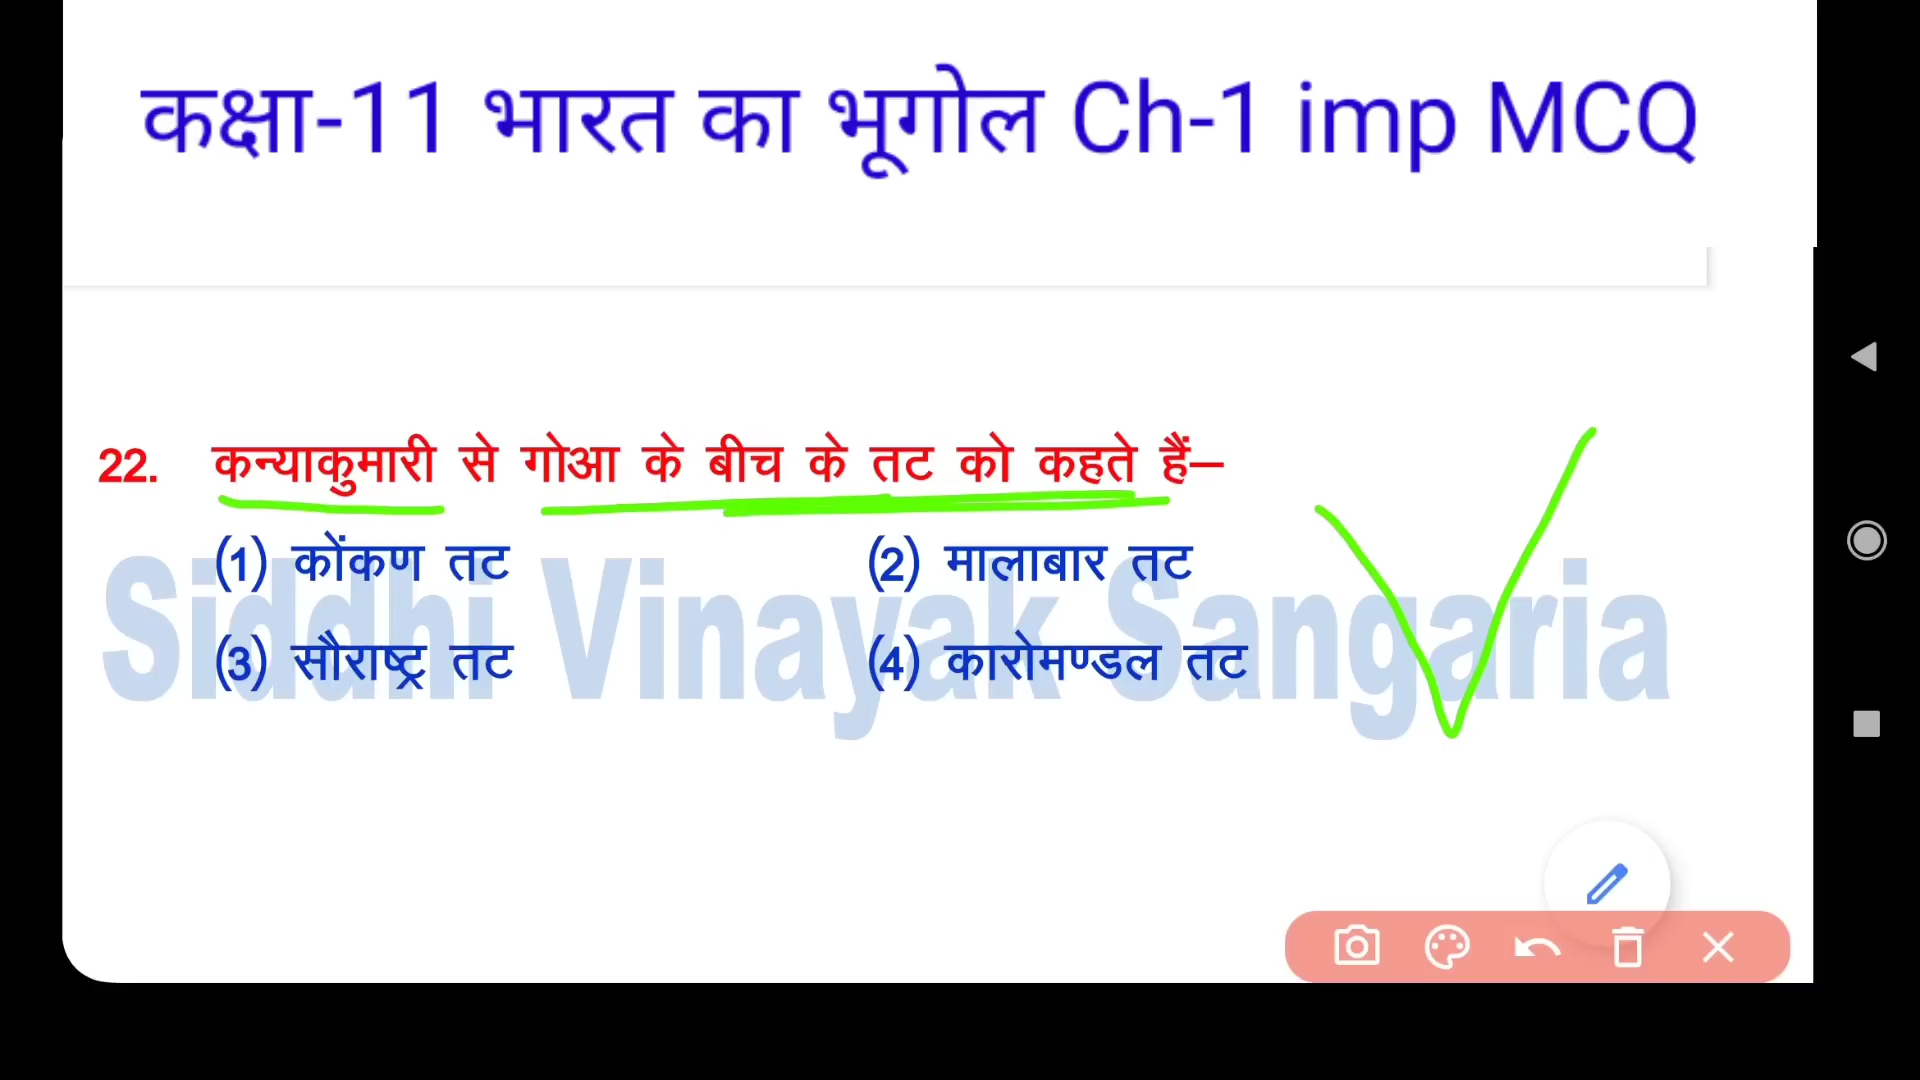 कक्षा-11 भारत का भूगोल Ch-1 imp MCQ
22. कन्याकुमारी से गोआ के बीच के तट को कहते हैं–
(1) कोंकण तट (2) मालाबार तट
Siddhi Vinayak Sangaria
(3) सौराष्ट्र तट (4) कारोमण्डल तट